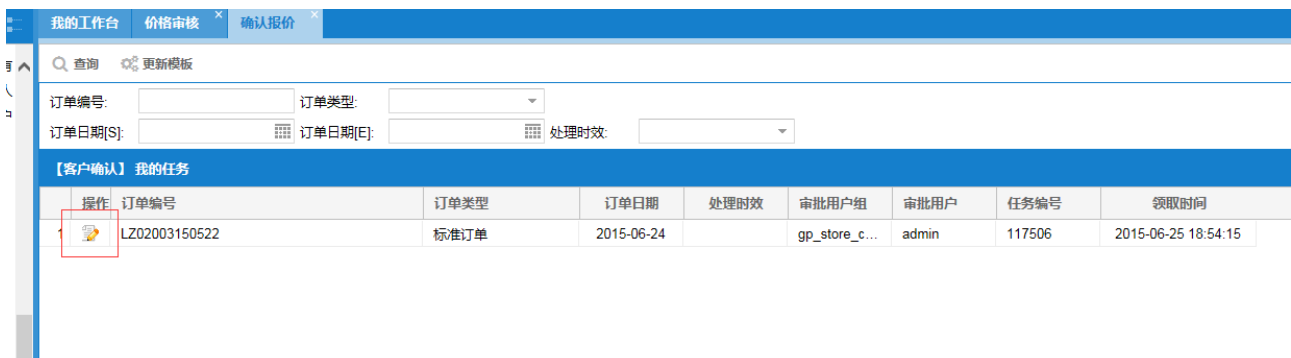 我的工作台 价格审核 确认报价
查询 更新模板
订单编号: 订单类型:
订单日期[S]: 订单日期[E]: 处理时效:
【客户确认】 我的任务
操作 订单编号 订单类型 订单日期 处理时效 审批用户组 审批用户 任务编号 领取时间
1 LZ02003150522 标准订单 2015-06-24 gp_store_c... admin 117506 2015-06-25 18:54:15